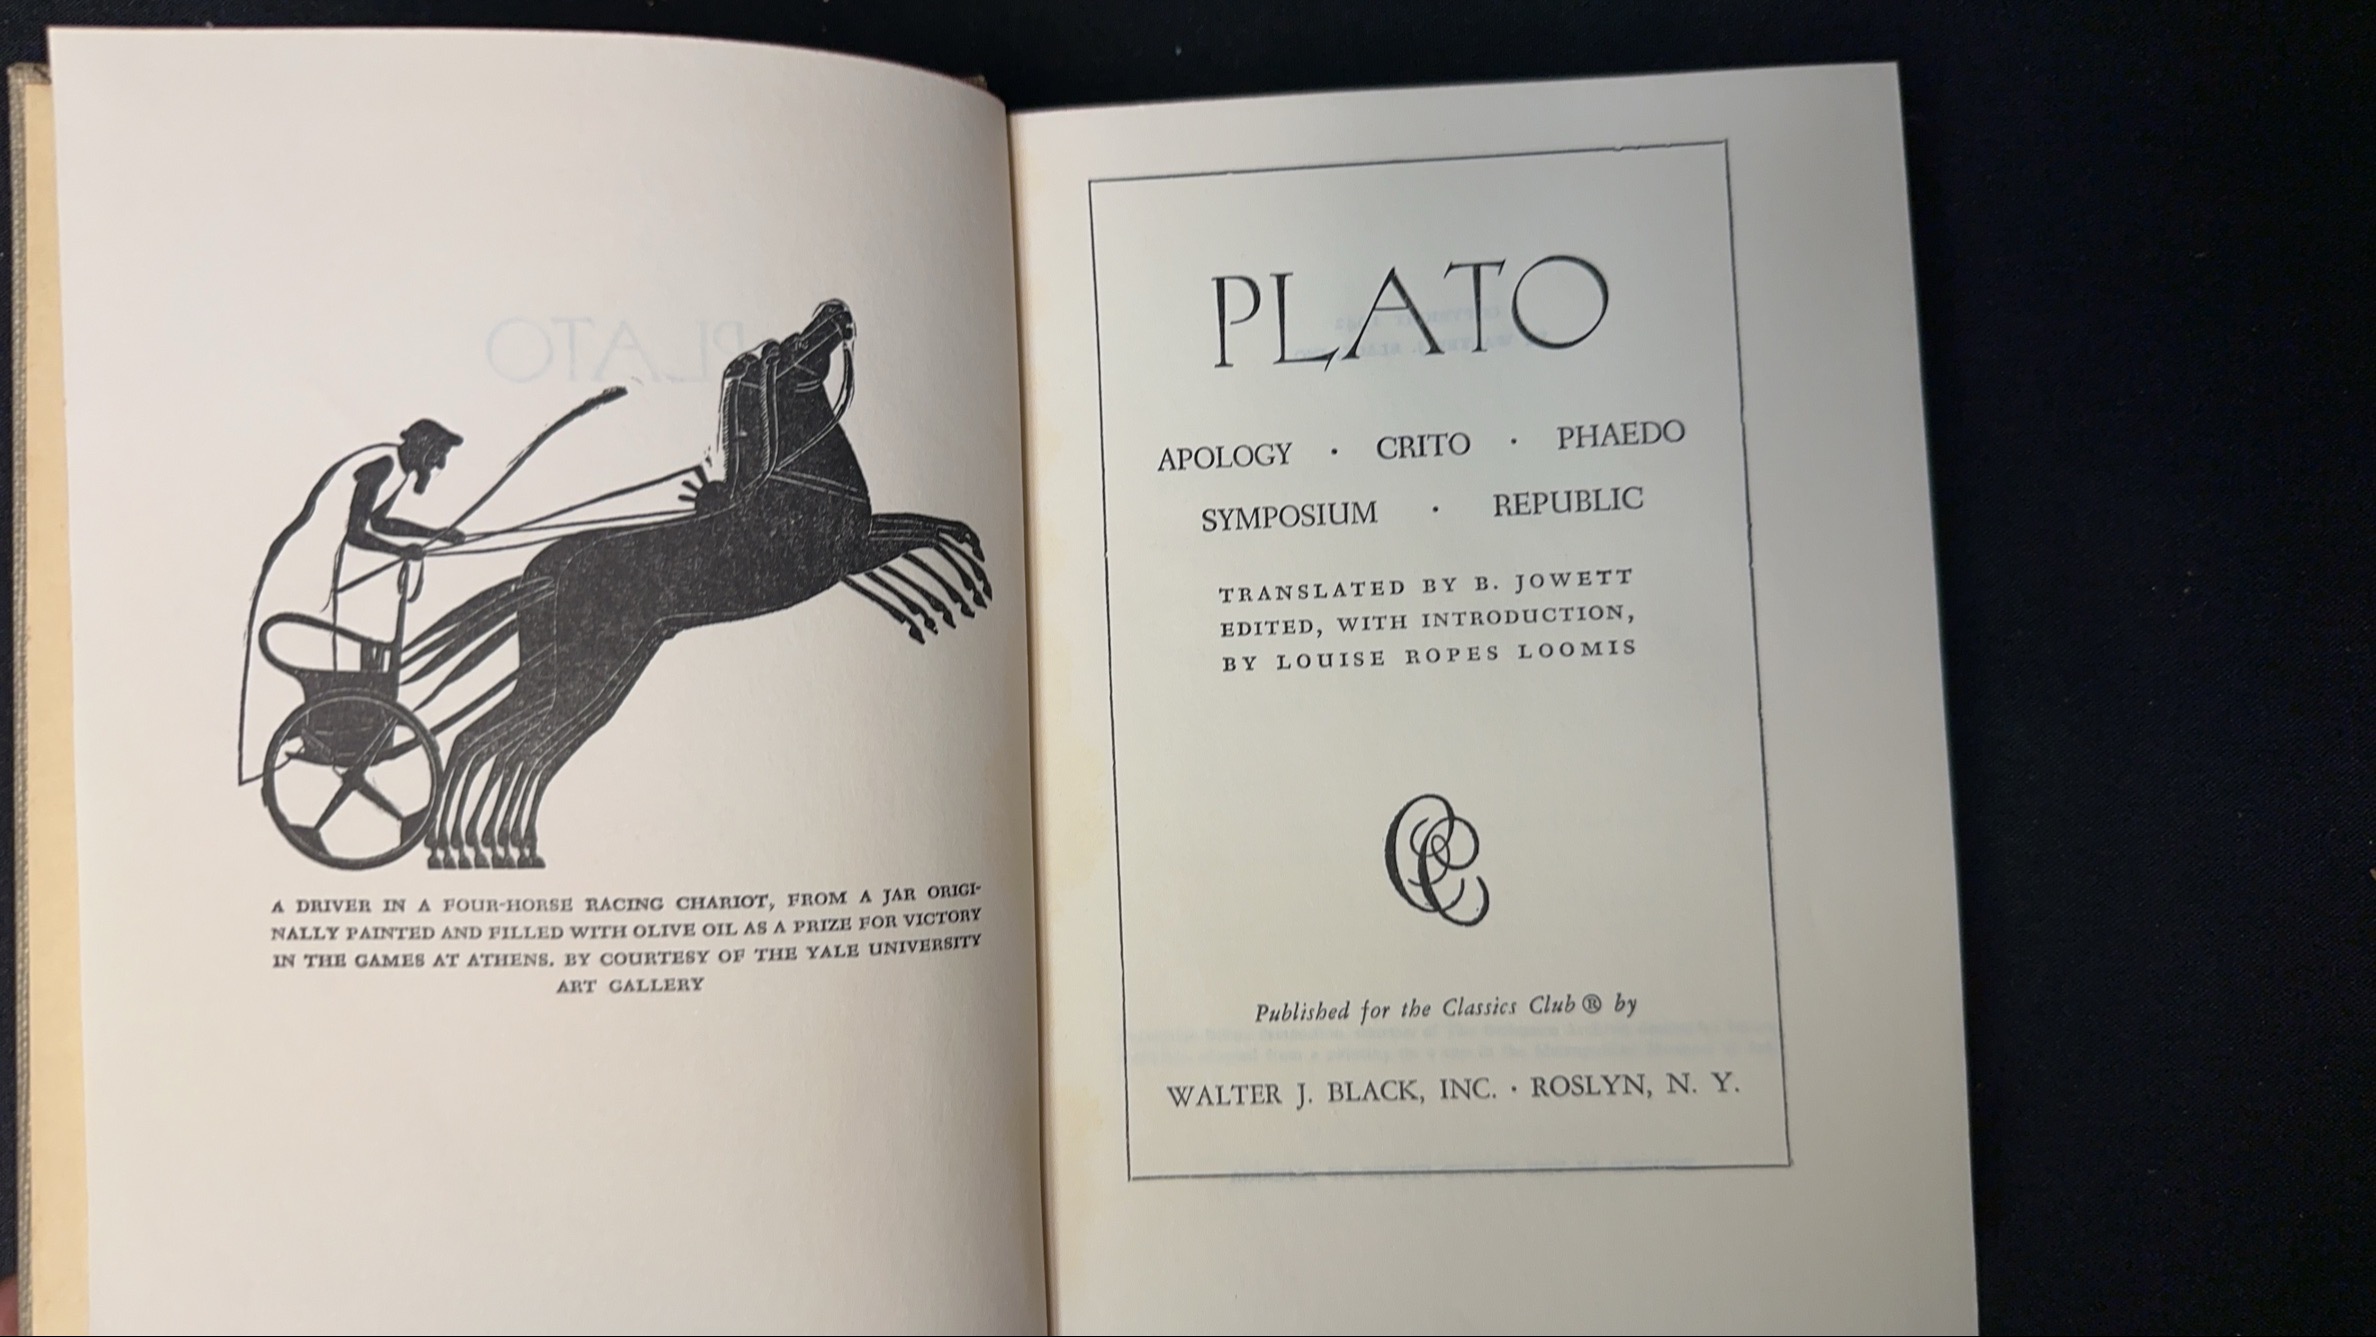 A DRIVER IN A FOUR-HORSE RACING CHARIOT, FROM A JAR ORIGI-
NALLY PAINTED AND FILLED WITH OLIVE OIL AS A PRIZE FOR VICTORY
IN THE GAMES AT ATHENS. BY COURTESY OF THE YALE UNIVERSITY
ART GALLERY
PLATO
APOLOGY · CRITO · PHAEDO
SYMPOSIUM · REPUBLIC
TRANSLATED BY B. JOWETT
EDITED, WITH INTRODUCTION,
BY LOUISE ROPES LOOMIS
CC
Published for the Classics Club® by
WALTER J. BLACK, INC. · ROSLYN, N. Y.